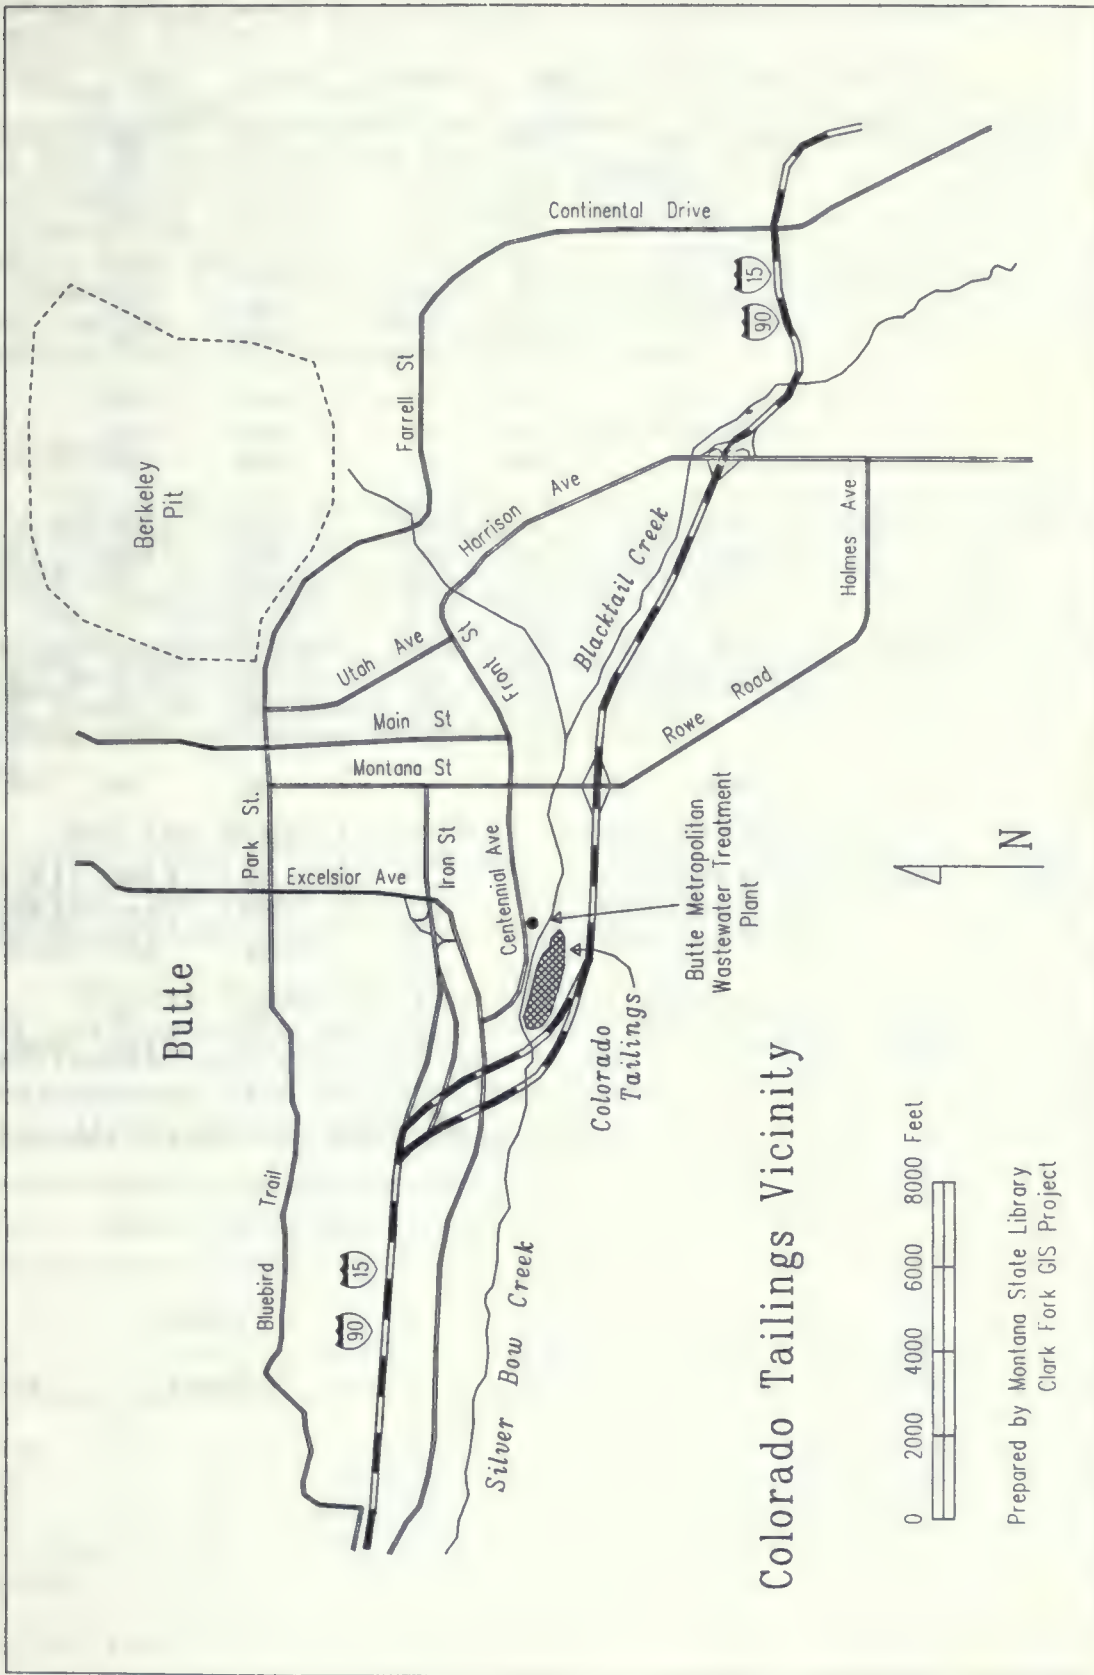 Berkeley
Pit
Butte
Continental Drive
Farrell St
Harrison Ave
Utah Ave
Front St
Main St
Montana St
Park St.
Excelsior Ave
Iron St
Centennial Ave
Bluebird Trail
15
90
Blacktail Creek
Holmes Ave
Rowe Road
Butte Metropolitan
Wastewater Treatment
Plant
Colorado
Tailings
90
15
Silver Bow Creek
Colorado Tailings Vicinity
0 2000 4000 6000 8000 Feet
N
Prepared by Montana State Library
Clark Fork GIS Project